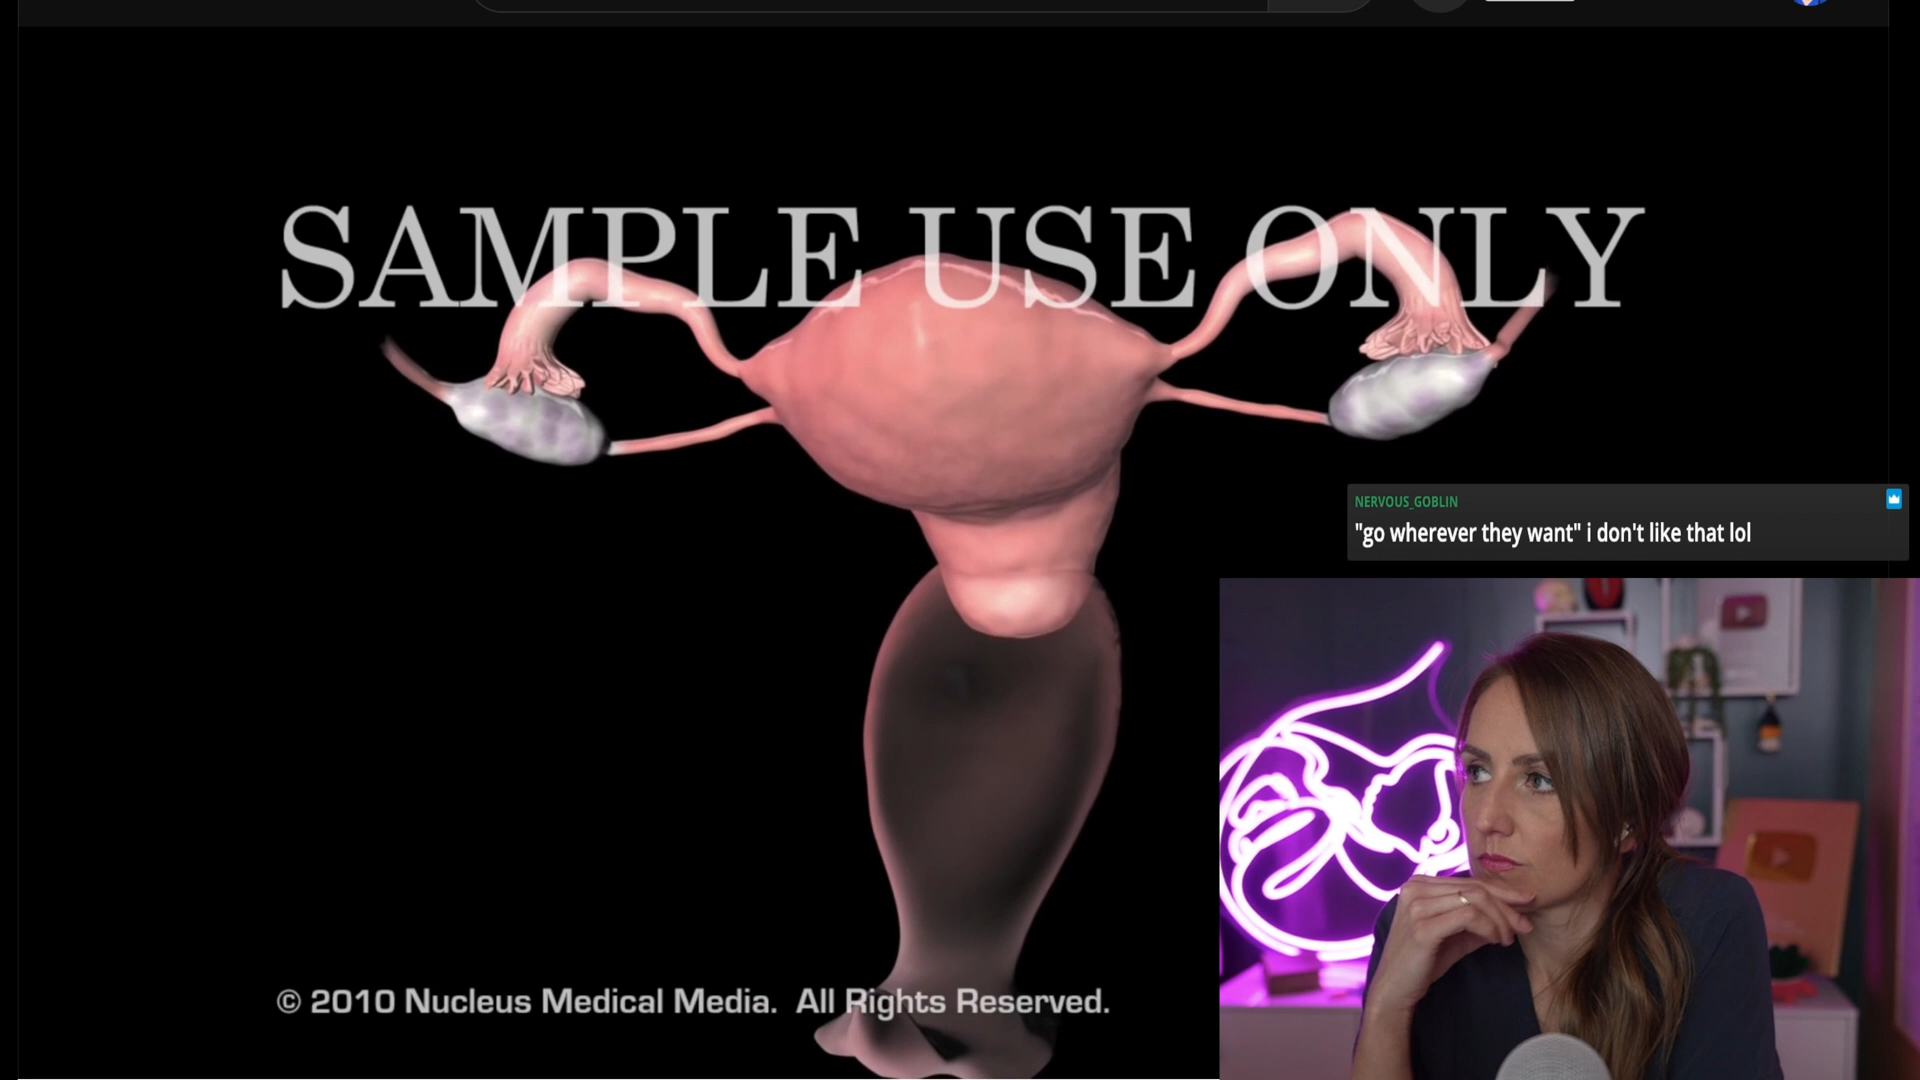 SAMPLE USE ONLY
NERVOUS_GOBLIN
"go wherever they want" i don't like that lol
© 2010 Nucleus Medical Media. All Rights Reserved.